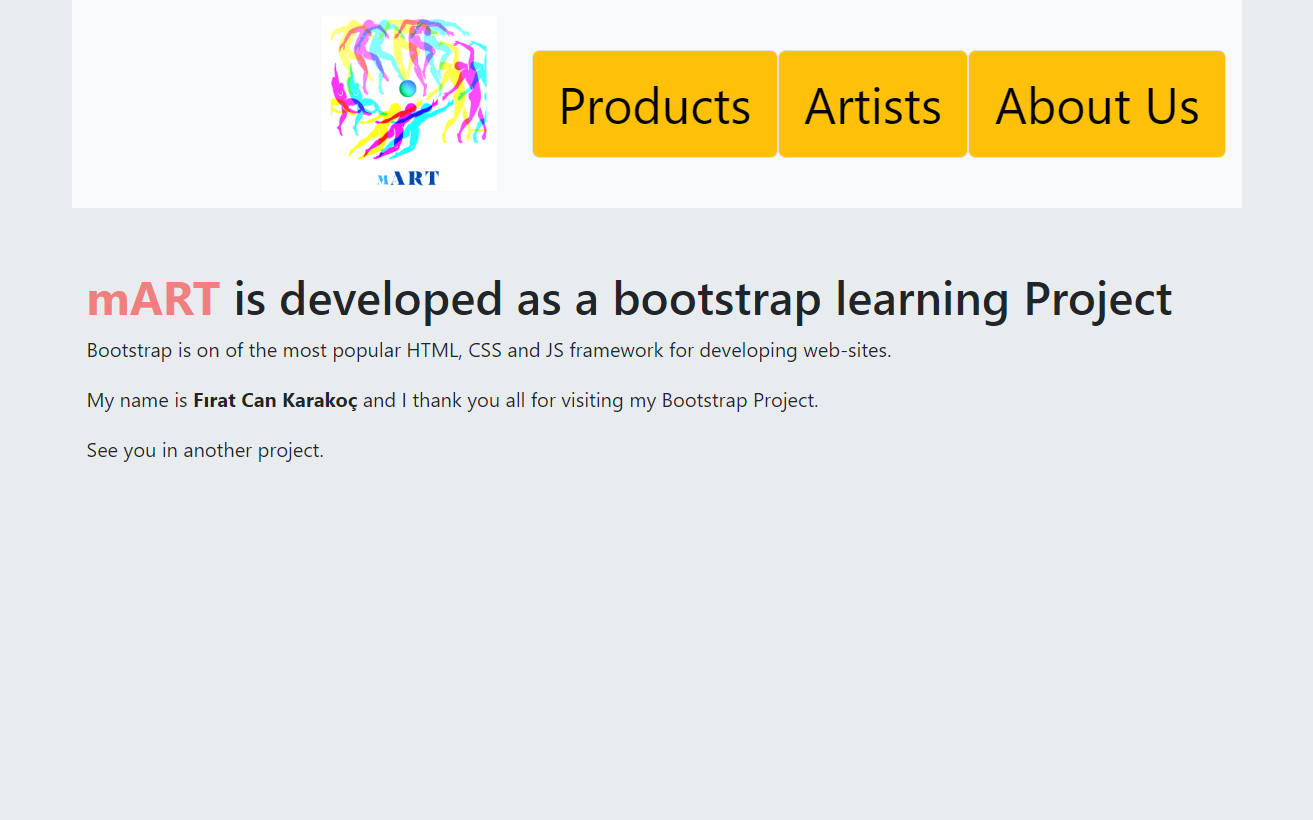 mART
Products Artists About Us
mART is developed as a bootstrap learning Project
Bootstrap is on of the most popular HTML, CSS and JS framework for developing web-sites.
My name is Fırat Can Karakoç and I thank you all for visiting my Bootstrap Project.
See you in another project.